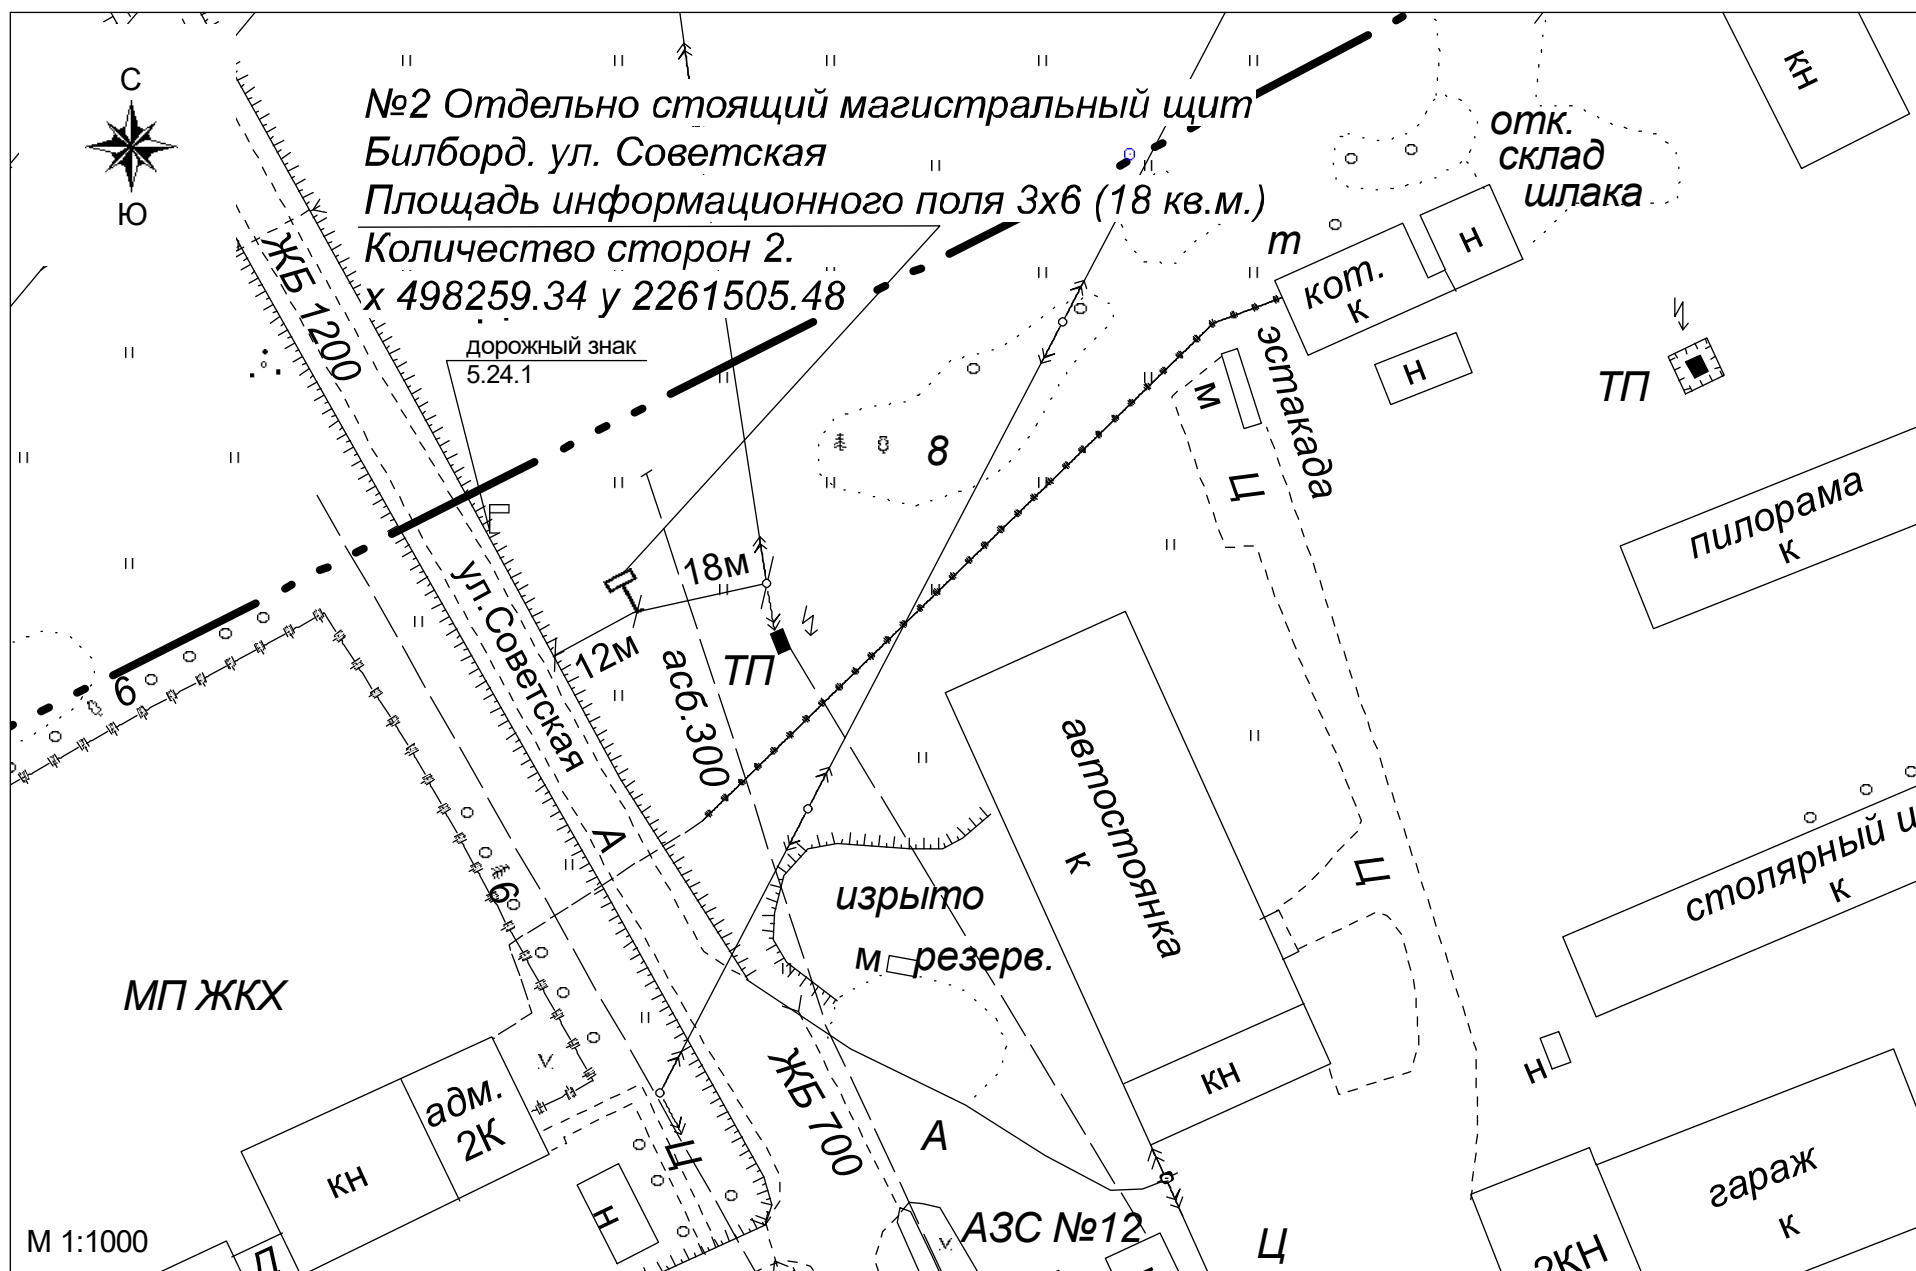 С
Ю
№2 Отдельно стоящий магистральный щит
Билборд. ул. Советская
Площадь информационного поля 3х6 (18 кв.м.)
Количество сторон 2.
х 498259.34 у 2261505.48
дорожный знак
5.24.1
кн
отк.
склад
шлака
т
кот.
к
н
н
ЖБ 1200
эстакада
м
ТП
8
Ц
пилорама
к
18м
ул.Советская
12м
ТП
асб.300
6
автостоянка
к
А
Ц
столярный
к
6
изрыто
м
резерв.
МП ЖКХ
адм.
2К
кн
ЖБ 700
кн
н
А
Ц
н
гараж
к
М 1:1000
АЗС №12
Ц
2КН